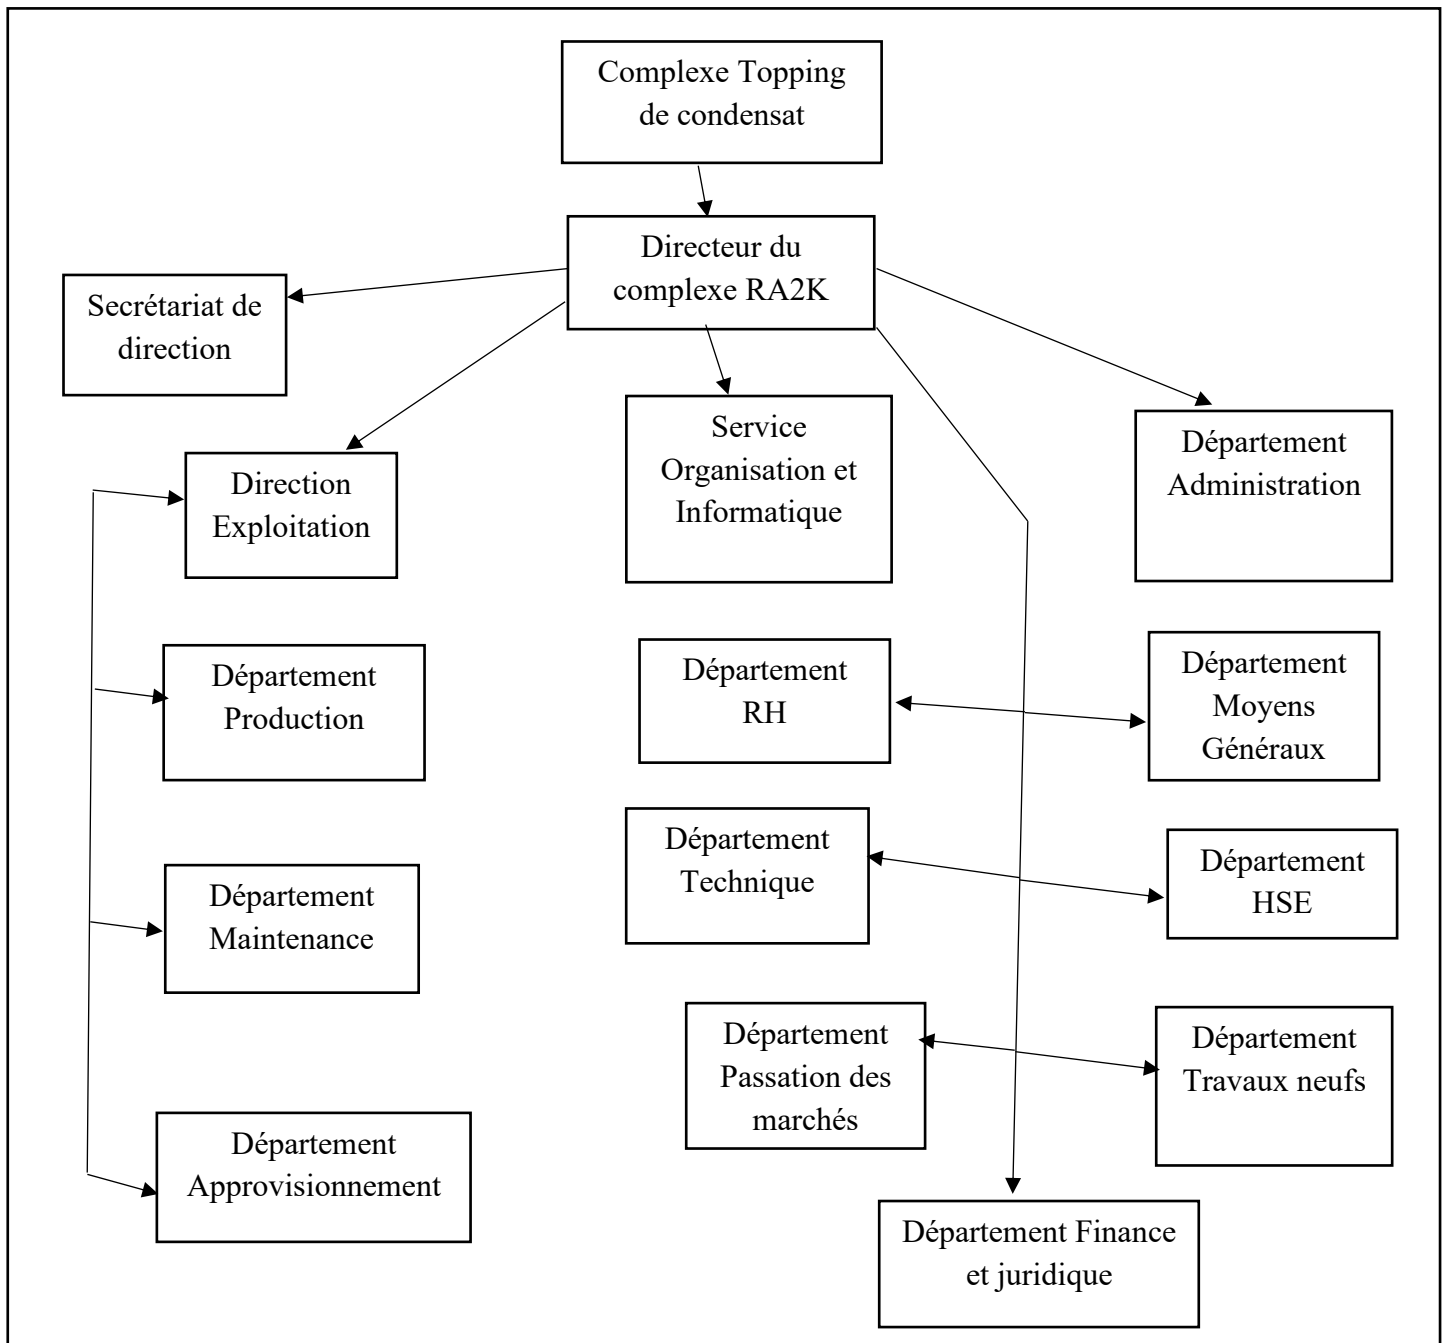 Complexe Topping
de condensat
Directeur du
complexe RA2K
Secrétariat de
direction
Service
Organisation et
Informatique
Département
Administration
Direction
Exploitation
Département
Production
Département
RH
Département
Moyens
Généraux
Département
Technique
Département
HSE
Département
Maintenance
Département
Passation des
marchés
Département
Travaux neufs
Département
Approvisionnement
Département Finance
et juridique